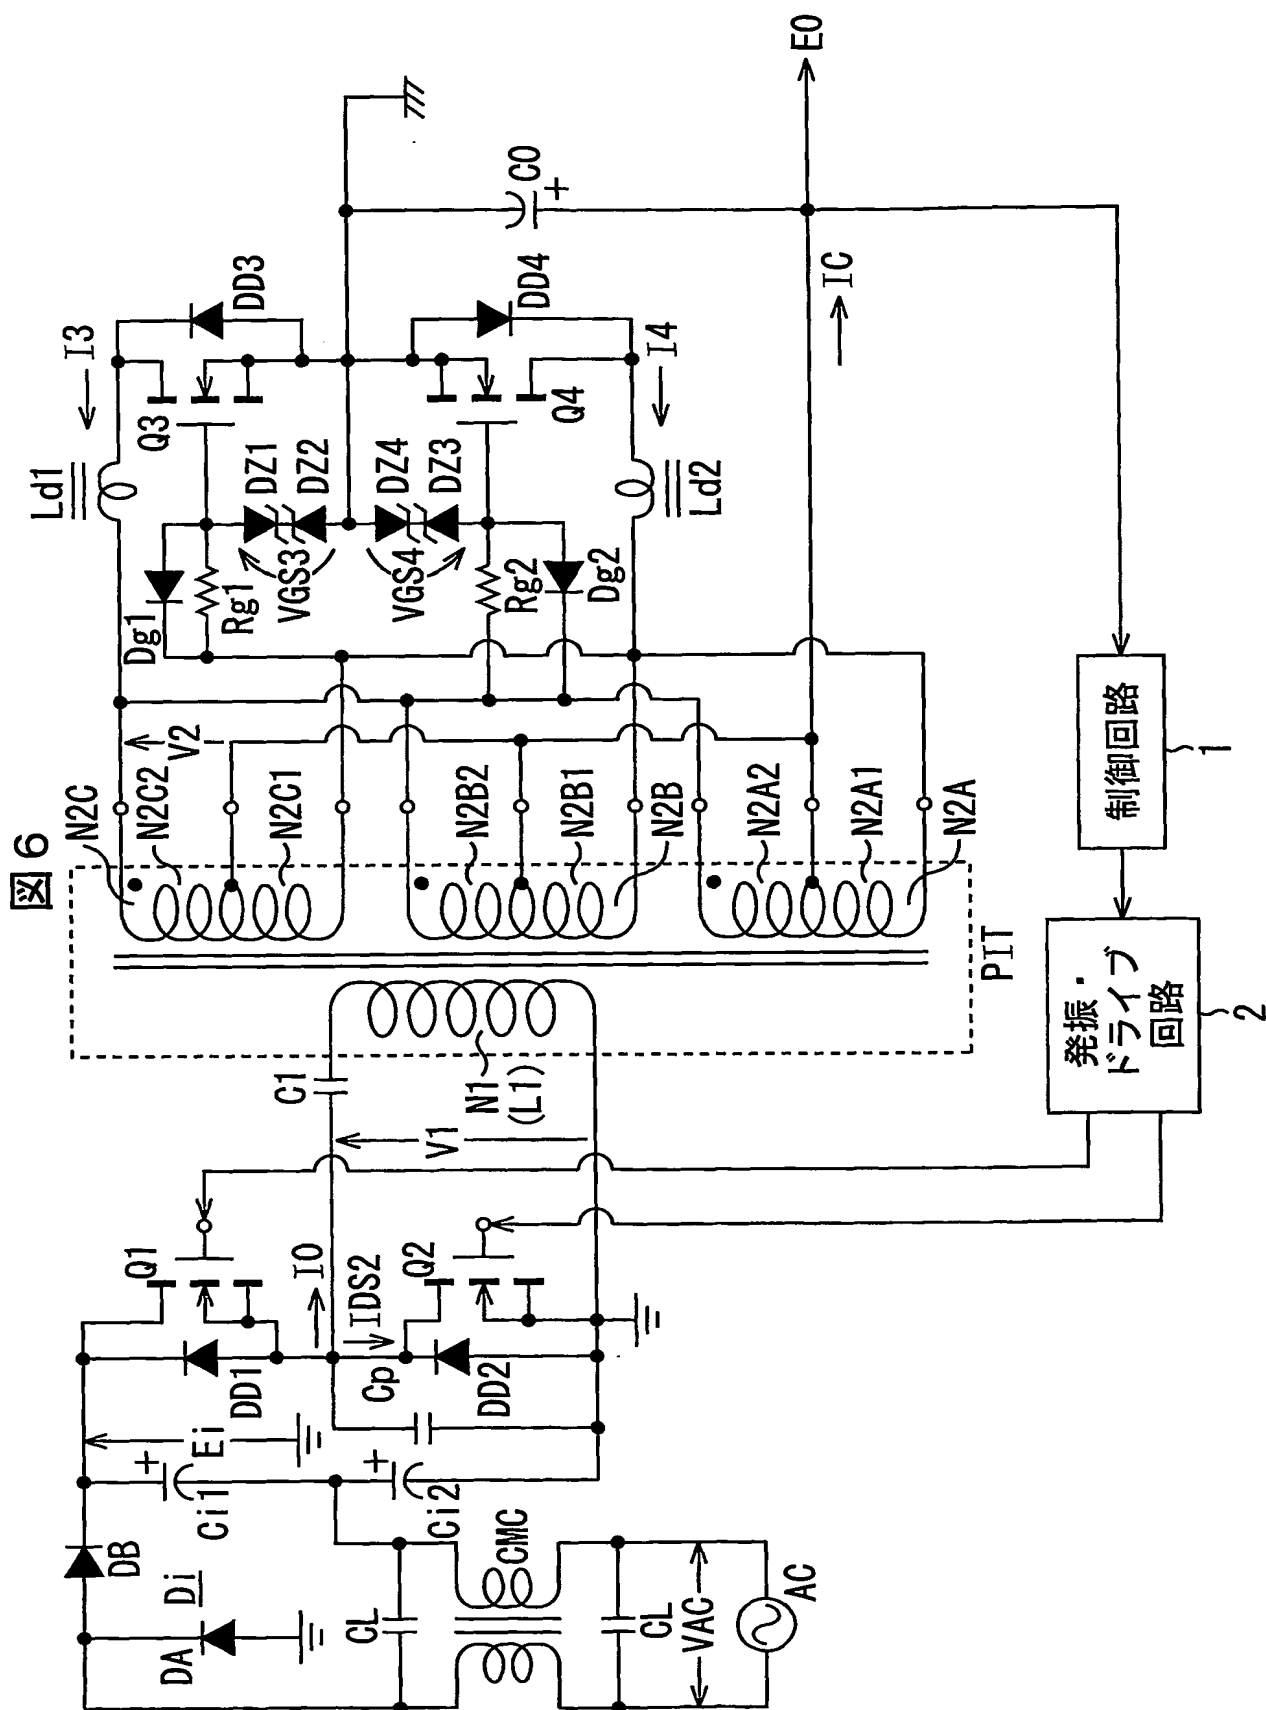 図6
Ld1
I3
Q3
DD3
Dg1
Rg1
DZ1
DZ2
VGS3
VGS4
DZ4
DZ3
Rg2
Dg2
Q4
DD4
I4
Ld2
CO
+
EO
IC
N2C
N2C2
V2
N2C1
N2B2
N2B1
N2B
N2A2
N2A1
N2A
PIT
C1
N1
(L1)
V1
Q1
IO
IDS2
Q2
DD1
Cp
DD2
Ei
+
Ci1
+
Ci2
DB
Di
DA
CL
CMC
CL
VAC
AC
制御回路
1
発振・
ドライブ
回路
2